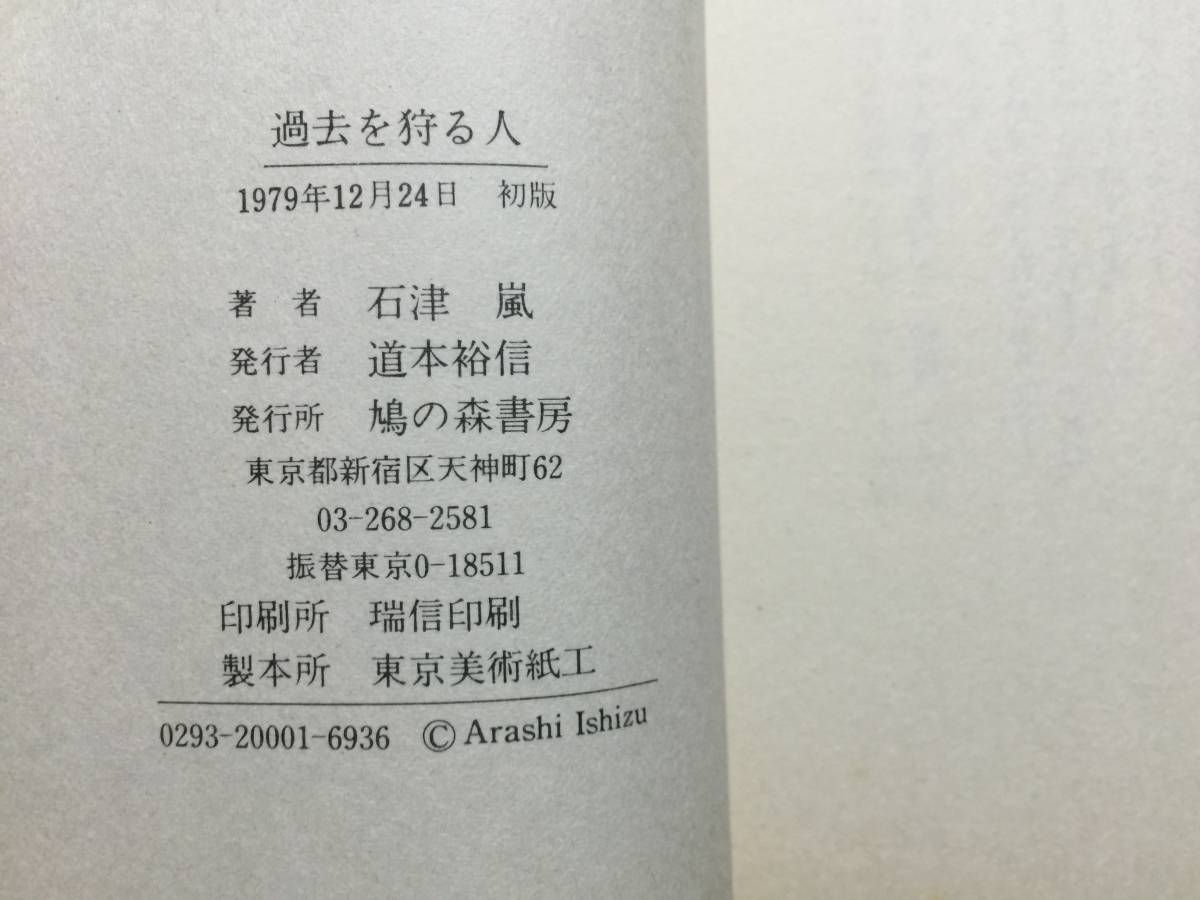 過去を狩る人
1979年12月24日 初版
著者 石津嵐
発行者 道本裕信
発行所 鳩の森書房
東京都新宿区天神町62
03-268-2581
振替東京0-18511
印刷所 瑞信印刷
製本所 東京美術紙工
0293-20001-6936 ©Arashi Ishizu